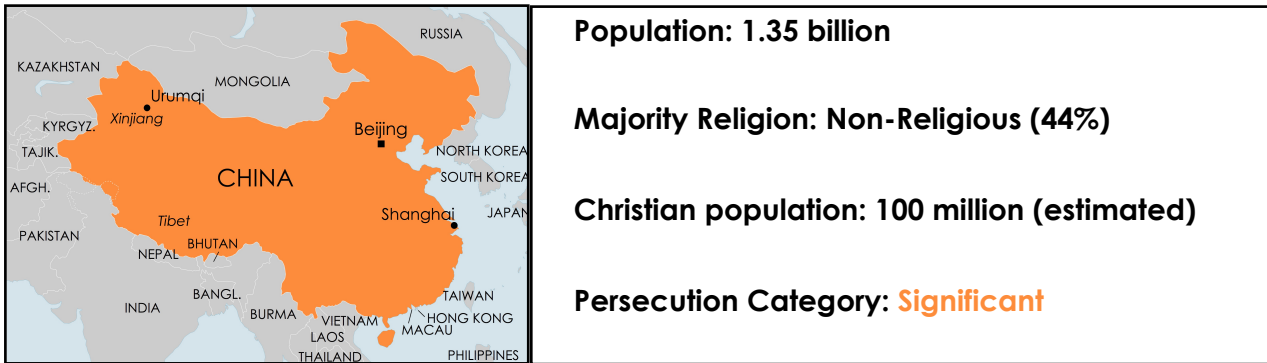 RUSSIA
KAZAKHSTAN
MONGOLIA
Urumqi
Xinjiang
KYRGYZ.
Beijing
TAJIK.
NORTH KOREA
AFGH.
CHINA
SOUTH KOREA
Tibet
Shanghai
JAPAN
PAKISTAN
NEPAL
BHUTAN
INDIA
BANGL.
BURMA
VIETNAM
LAOS
THAILAND
TAIWAN
HONG KONG
MACAU
PHILIPPINES
Population: 1.35 billion
Majority Religion: Non-Religious (44%)
Christian population: 100 million (estimated)
Persecution Category: Significant